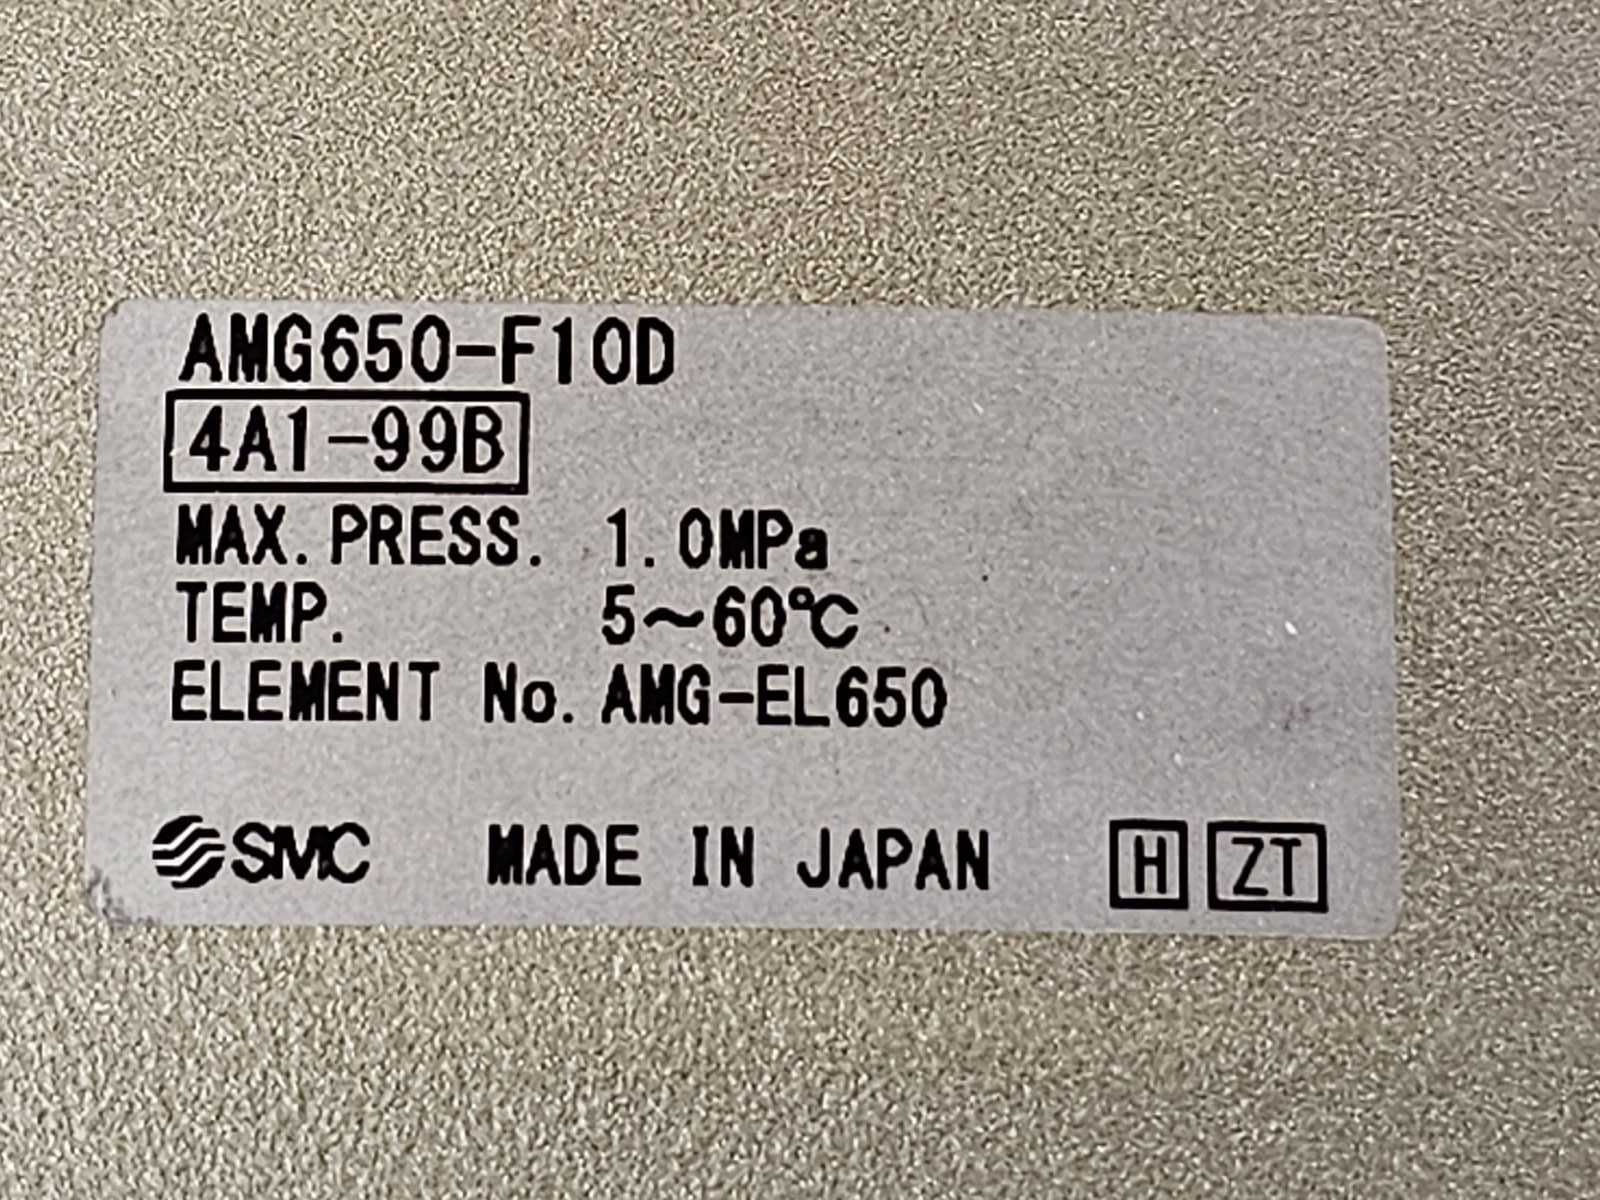 AMG650-F10D
4A1-99B
MAX. PRESS. 1.0MPa
TEMP. 5~60℃
ELEMENT No. AMG-EL650
SMC MADE IN JAPAN H ZT